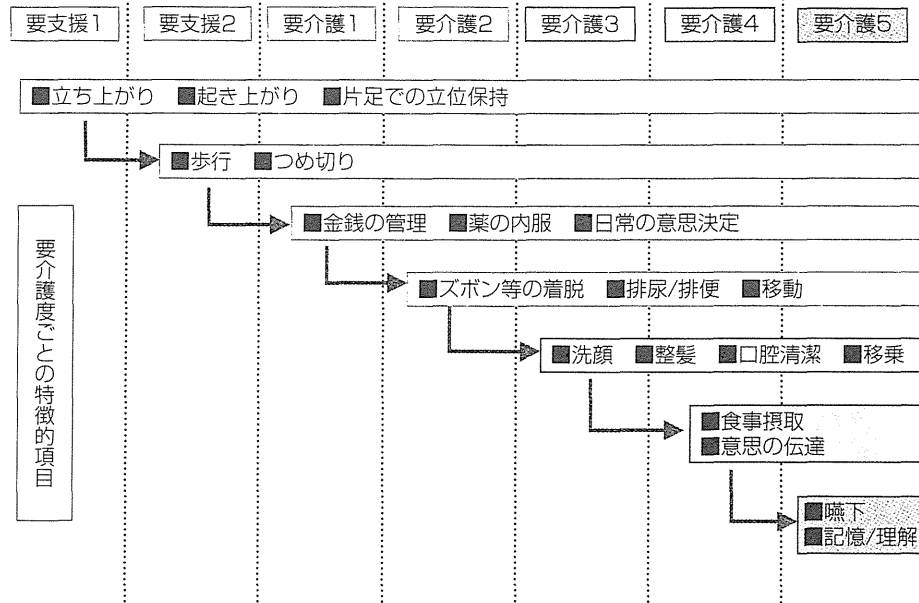 要支援1 要支援2 要介護1 要介護2 要介護3 要介護4 要介護5
■立ち上がり ■起き上がり ■片足での立位保持
■歩行 ■つめ切り
■金銭の管理 ■薬の内服 ■日常の意思決定
■ズボン等の着脱 ■排尿/排便 ■移動
■洗顔 ■整髪 ■口腔清潔 ■移乗
■食事摂取
■意思の伝達
■嚥下
■記憶/理解
要介護度ごとの特徴的項目